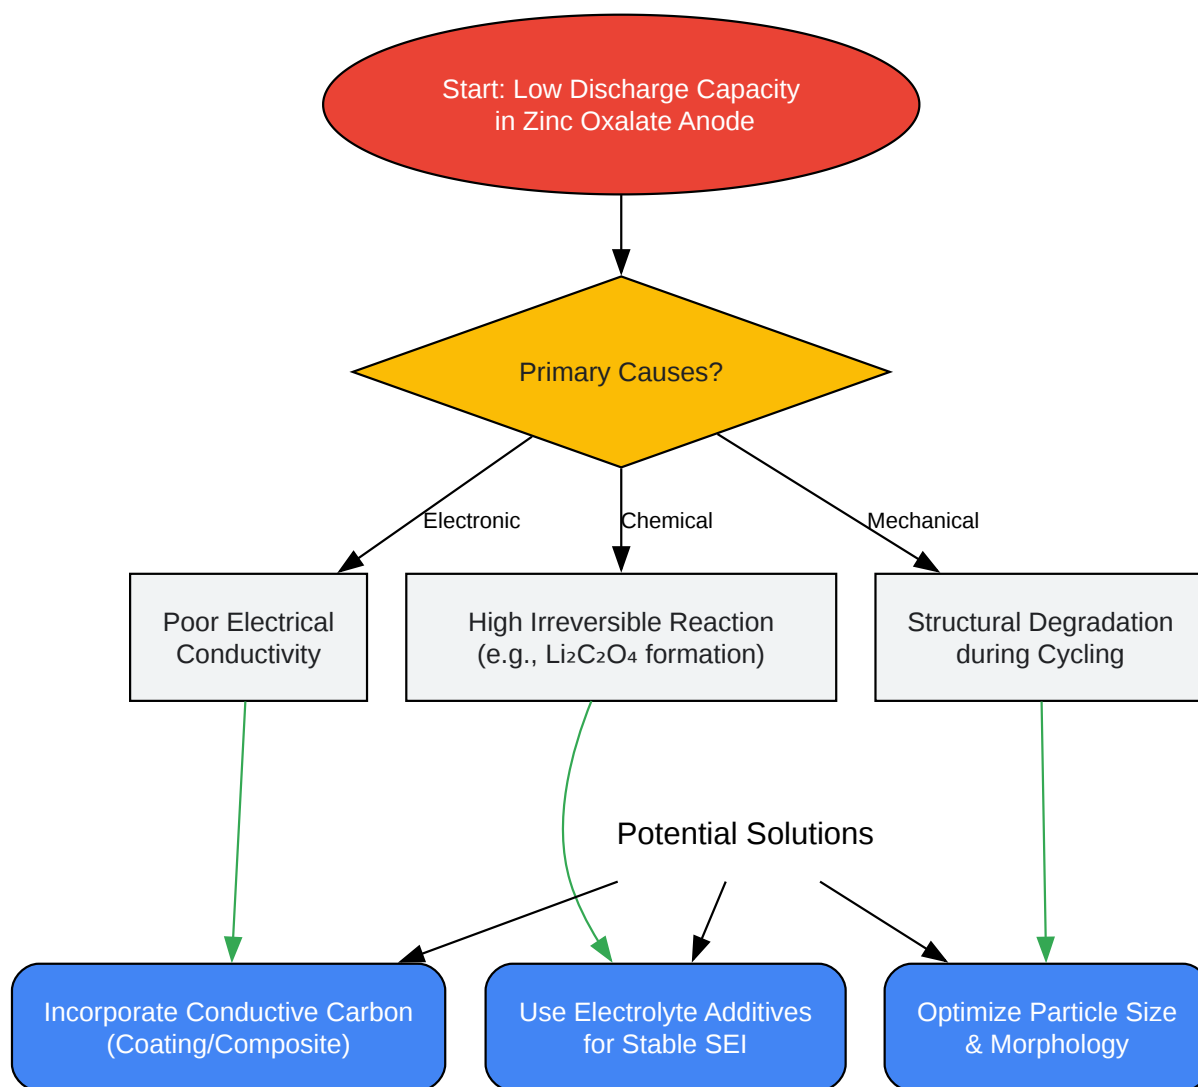 Start: Low Discharge Capacity
in Zinc Oxalate Anode
Primary Causes?
Electronic
Chemical
Mechanical
Poor Electrical
Conductivity
High Irreversible Reaction
(e.g., Li₂C₂O₄ formation)
Structural Degradation
during Cycling
Potential Solutions
Incorporate Conductive Carbon
(Coating/Composite)
Use Electrolyte Additives
for Stable SEI
Optimize Particle Size
& Morphology